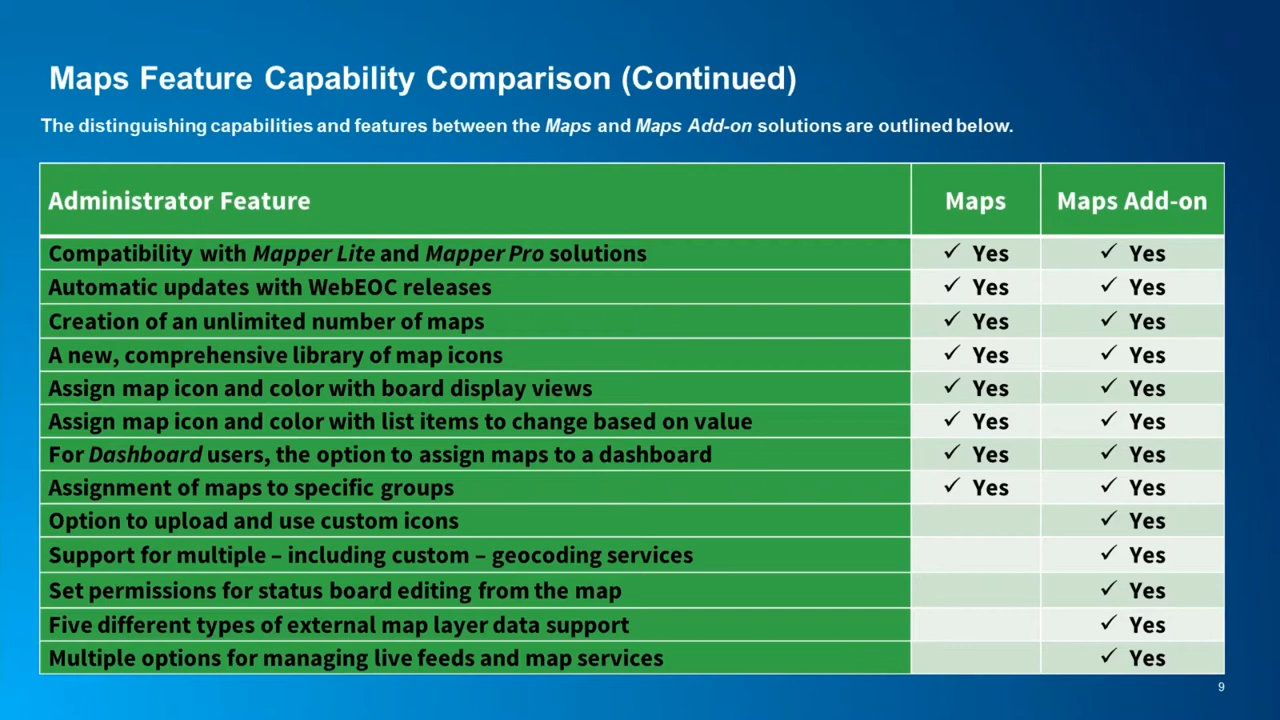 Maps Feature Capability Comparison (Continued)
The distinguishing capabilities and features between the Maps and Maps Add-on solutions are outlined below.
Administrator Feature Maps Maps Add-on
Compatibility with Mapper Lite and Mapper Pro solutions ✓ Yes ✓ Yes
Automatic updates with WebEOC releases ✓ Yes ✓ Yes
Creation of an unlimited number of maps ✓ Yes ✓ Yes
A new, comprehensive library of map icons ✓ Yes ✓ Yes
Assign map icon and color with board display views ✓ Yes ✓ Yes
Assign map icon and color with list items to change based on value ✓ Yes ✓ Yes
For Dashboard users, the option to assign maps to a dashboard ✓ Yes ✓ Yes
Assignment of maps to specific groups ✓ Yes ✓ Yes
Option to upload and use custom icons ✓ Yes
Support for multiple – including custom – geocoding services ✓ Yes
Set permissions for status board editing from the map ✓ Yes
Five different types of external map layer data support ✓ Yes
Multiple options for managing live feeds and map services ✓ Yes
9